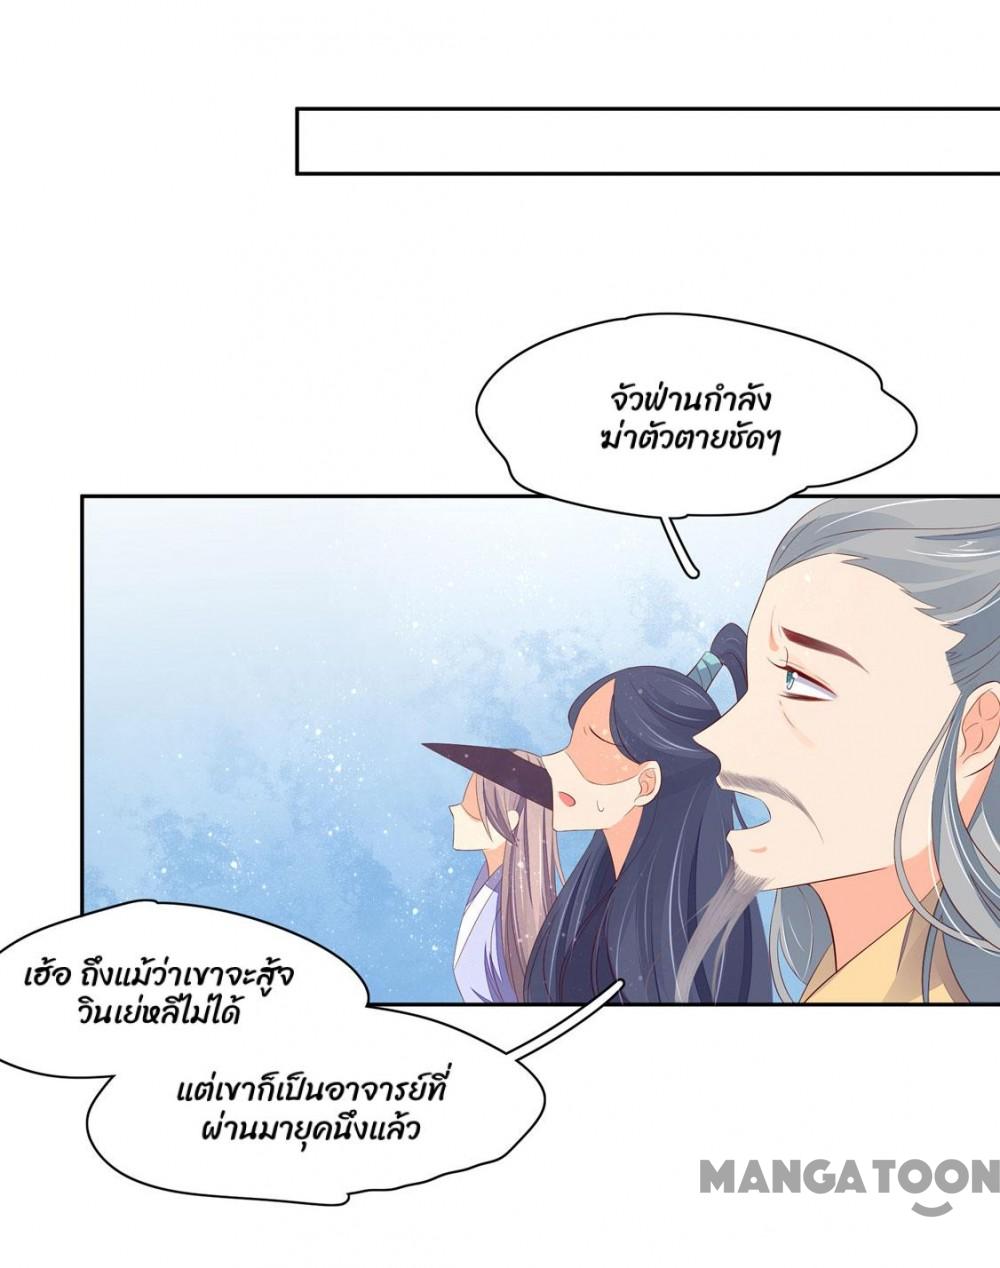 จัวฟ่านกำลัง
ฆ่าตัวตายชัดๆ
เฮ้อ ถึงแม้ว่าเขาจะสู้จ
วินเย่หลีไม่ได้
แต่เขาก็เป็นอาจารย์ที่
ผ่านมายุคนึงแล้ว
MANGATOON